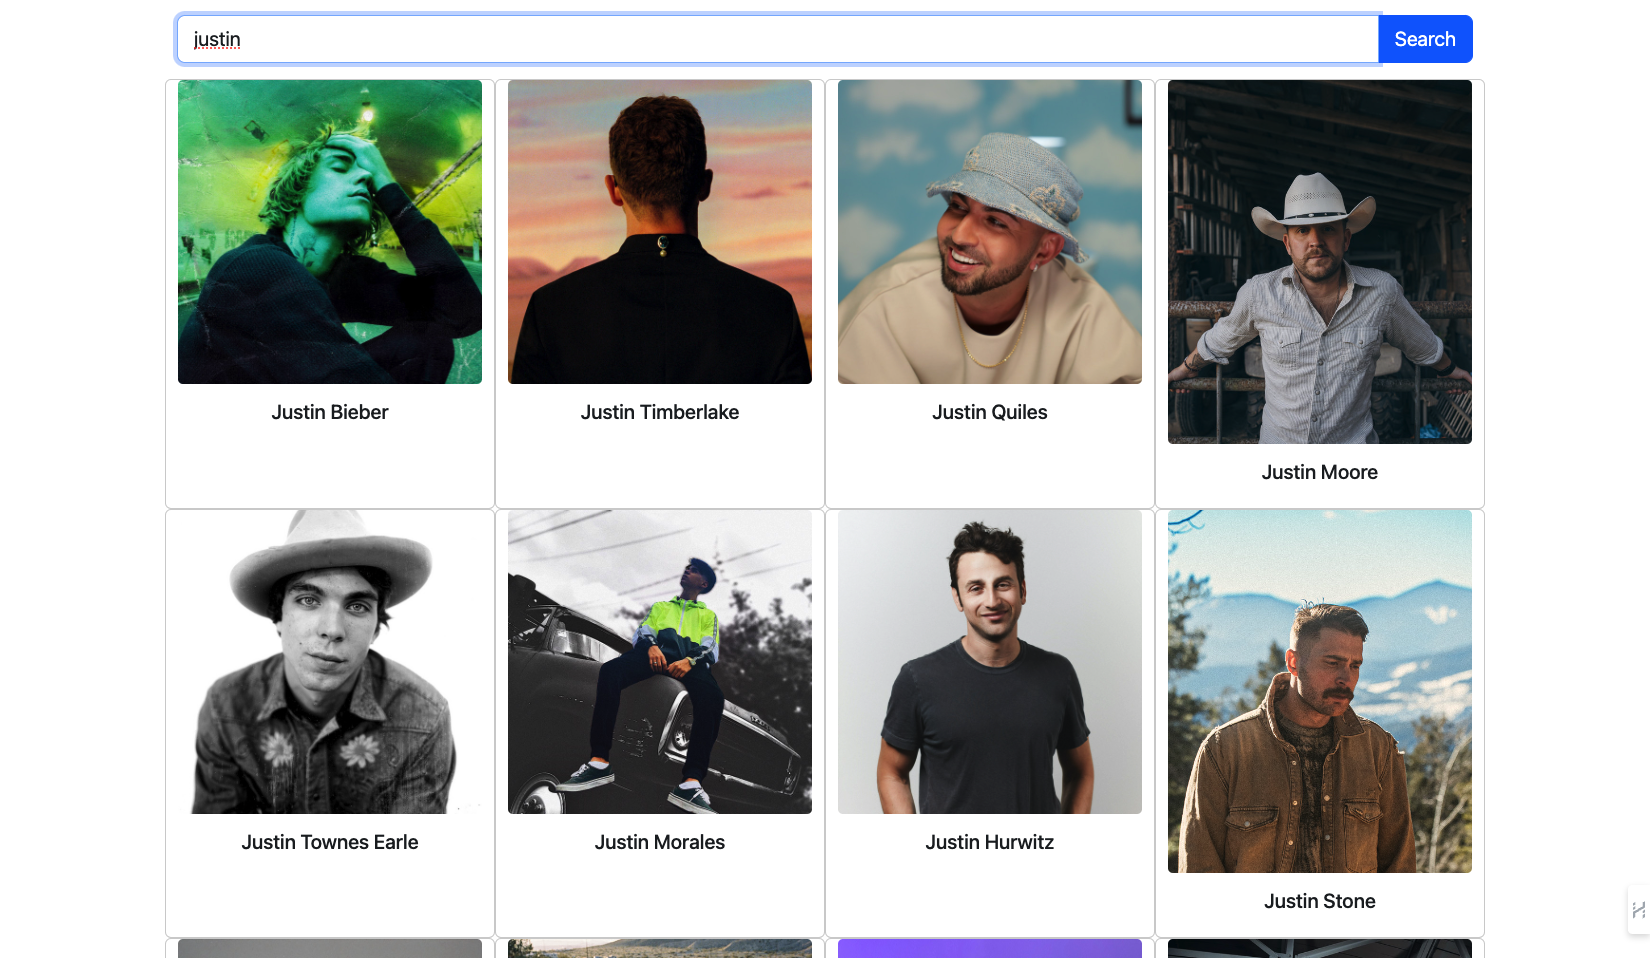 justin
Search
Justin Bieber
Justin Timberlake
Justin Quiles
Justin Moore
Justin Townes Earle
Justin Morales
Justin Hurwitz
Justin Stone